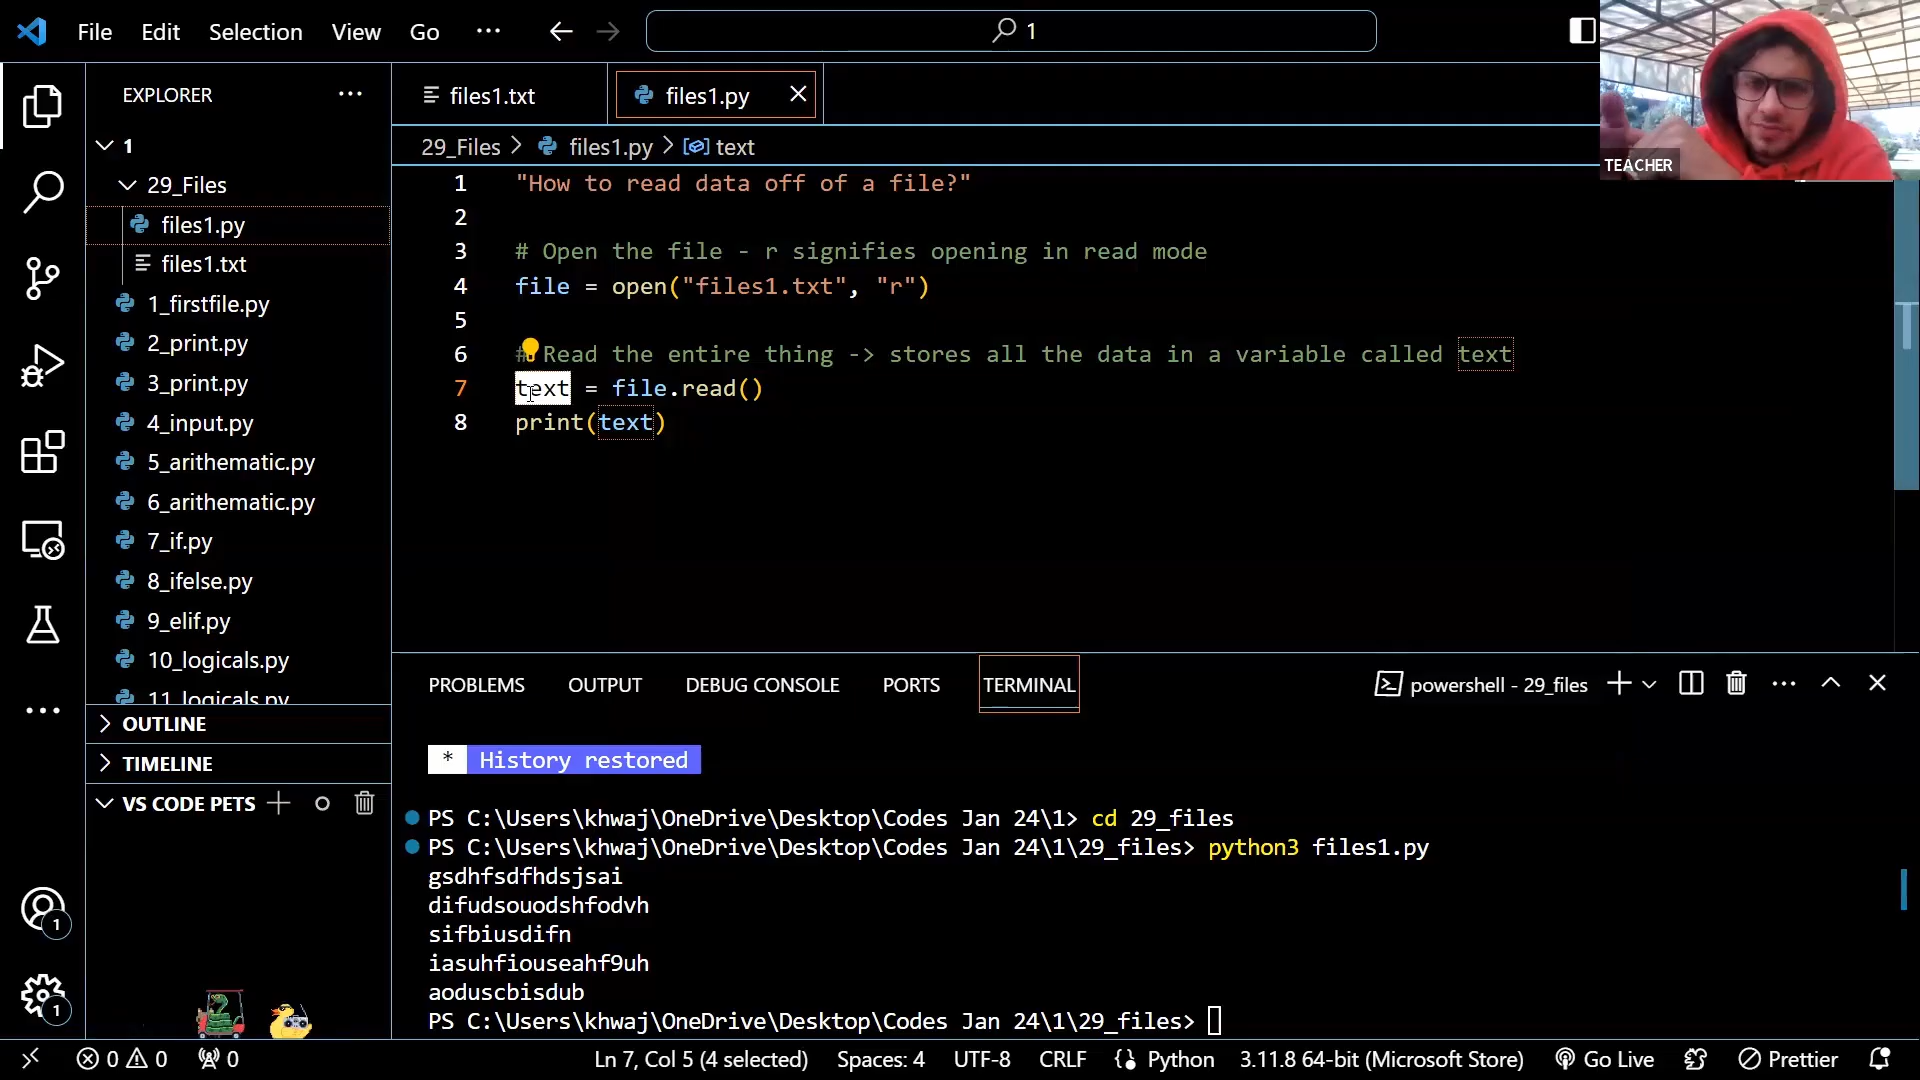 File Edit Selection View Go ··· 1
TEACHER
EXPLORER
files1.txt
files1.py
29_Files > files1.py > text
1
29_Files
files1.py
files1.txt
1_firstfile.py
2_print.py
3_print.py
4_input.py
5_arithematic.py
6_arithematic.py
7_if.py
8_ifelse.py
9_elif.py
10_logicals.py
11_logicals.py
OUTLINE
TIMELINE
VS CODE PETS
1 "How to read data off of a file?"
2
3 # Open the file - r signifies opening in read mode
4 file = open("files1.txt", "r")
5
6 # Read the entire thing -> stores all the data in a variable called text
7 text = file.read()
8 print(text)
PROBLEMS OUTPUT DEBUG CONSOLE PORTS TERMINAL powershell - 29_files
* History restored
PS C:\Users\khwaj\OneDrive\Desktop\Codes Jan 24\1> cd 29_files
PS C:\Users\khwaj\OneDrive\Desktop\Codes Jan 24\1\29_files> python3 files1.py
gsdhfsdfhdsjsai
difudsouodshfodvh
sifbiusdifn
iasuhfiouseahf9uh
aoduscbisdub
PS C:\Users\khwaj\OneDrive\Desktop\Codes Jan 24\1\29_files>
1
1
0 0 0 Ln 7, Col 5 (4 selected) Spaces: 4 UTF-8 CRLF Python 3.11.8 64-bit (Microsoft Store) Go Live Prettier